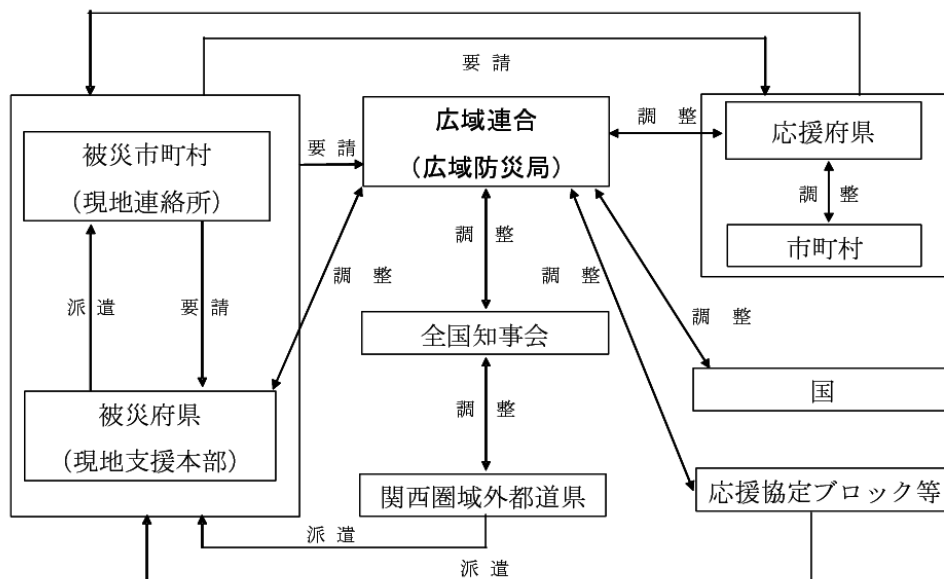 要 請
広域連合
（広域防災局）
調 整
応援府県
被災市町村
（現地連絡所）
要 請
調 整
市町村
調 整
調 整
調 整
派 遣
要 請
全国知事会
調 整
国
被災府県
（現地支援本部）
調 整
関西圏域外都道県
応援協定ブロック等
派 遣
派 遣